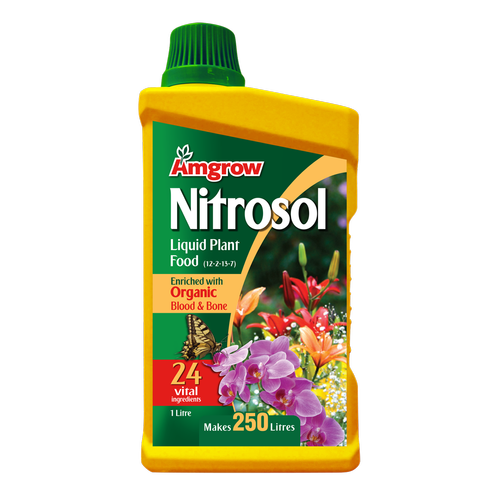 Amgrow
Nitrosol
Liquid Plant
Food (12-2-13-7)
Enriched with
Organic
Blood & Bone
24
vital
ingredients
1 Litre
Makes 250 Litres